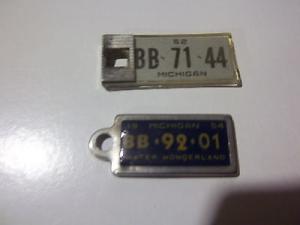 52
BB·71·44
MICHIGAN
19 MICHIGAN 54
BB·92·01
WATER WONDERLAND